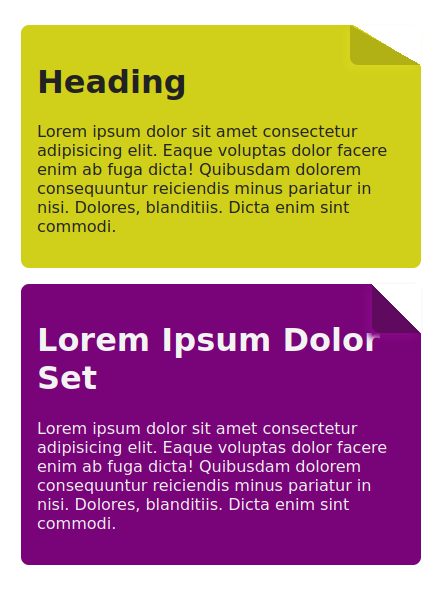 Heading
Lorem ipsum dolor sit amet consectetur
adipisicing elit. Eaque voluptas dolor facere
enim ab fuga dicta! Quibusdam dolorem
consequuntur reiciendis minus pariatur in
nisi. Dolores, blanditiis. Dicta enim sint
commodi.
Lorem Ipsum Dolor
Set
Lorem ipsum dolor sit amet consectetur
adipisicing elit. Eaque voluptas dolor facere
enim ab fuga dicta! Quibusdam dolorem
consequuntur reiciendis minus pariatur in
nisi. Dolores, blanditiis. Dicta enim sint
commodi.